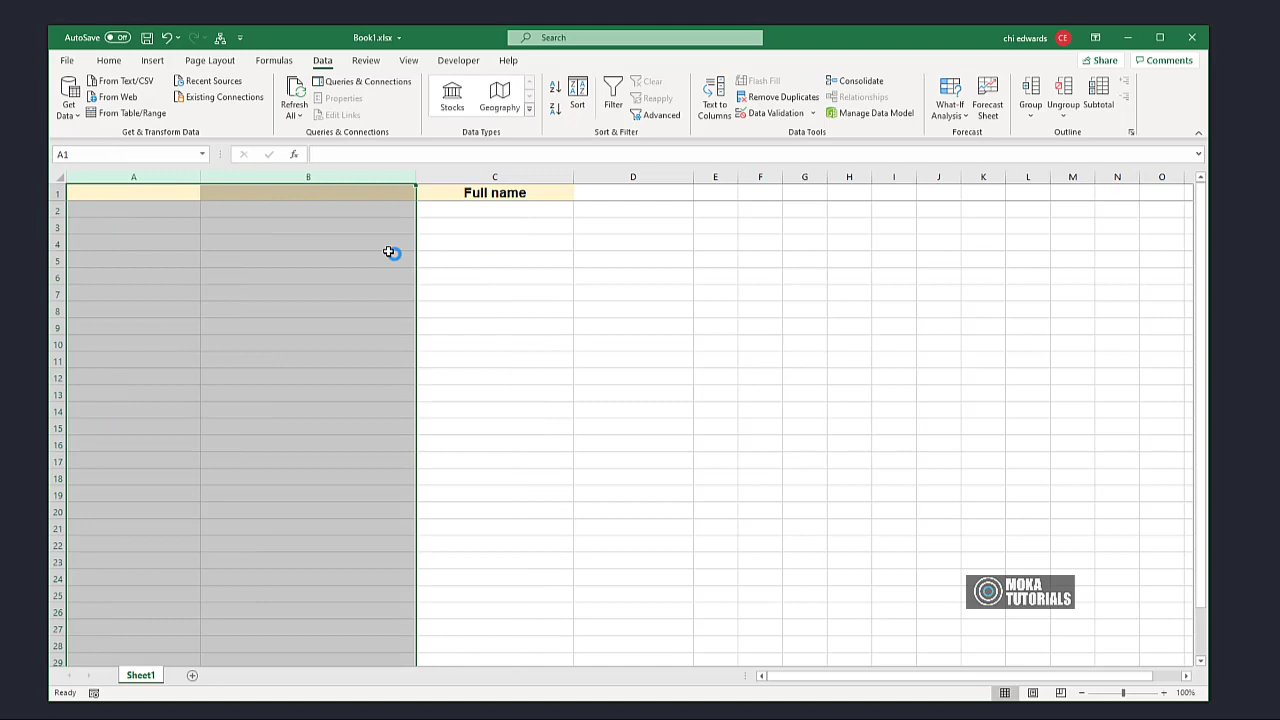 AutoSave Off Book1.xlsx Search chi edwards CE
File Home Insert Page Layout Formulas Data Review View Developer Help Share Comments
From Text/CSV Recent Sources Queries & Connections Clear Flash Fill Consolidate
From Web Existing Connections Properties Reapply Remove Duplicates Relationships
From Table/Range Edit Links Advanced Data Validation Manage Data Model
Get Data Refresh All Stocks Geography Sort Filter Text to Columns What-If Analysis Forecast Sheet Group Ungroup Subtotal
Get & Transform Data Queries & Connections Data Types Sort & Filter Data Tools Forecast Outline
A1 fx
A B C D E F G H I J K L M N O
1 Full name
2
3
4
5
6
7
8
9
10
11
12
13
14
15
16
17
18
19
20
21
22
23
24
25
26
27
28
29
MOKA
TUTORIALS
Sheet1
Ready 100%